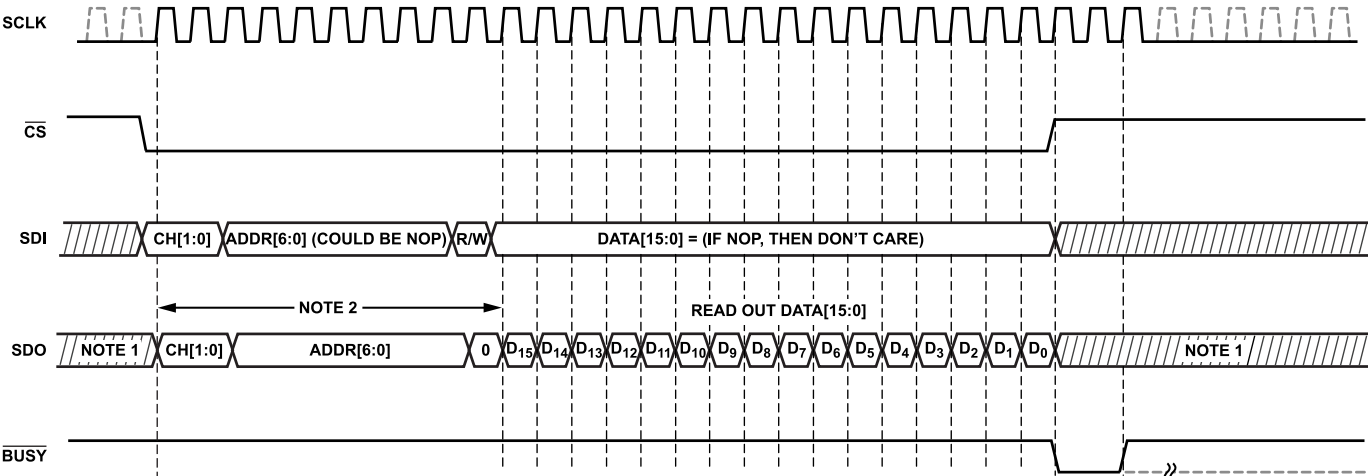 SCLK
CS
SDI CH[1:0] ADDR[6:0] (COULD BE NOP) R/W DATA[15:0] = (IF NOP, THEN DON'T CARE)
NOTE 2 READ OUT DATA[15:0]
SDO NOTE 1 CH[1:0] ADDR[6:0] 0 D15 D14 D13 D12 D11 D10 D9 D8 D7 D6 D5 D4 D3 D2 D1 D0 NOTE 1
BUSY